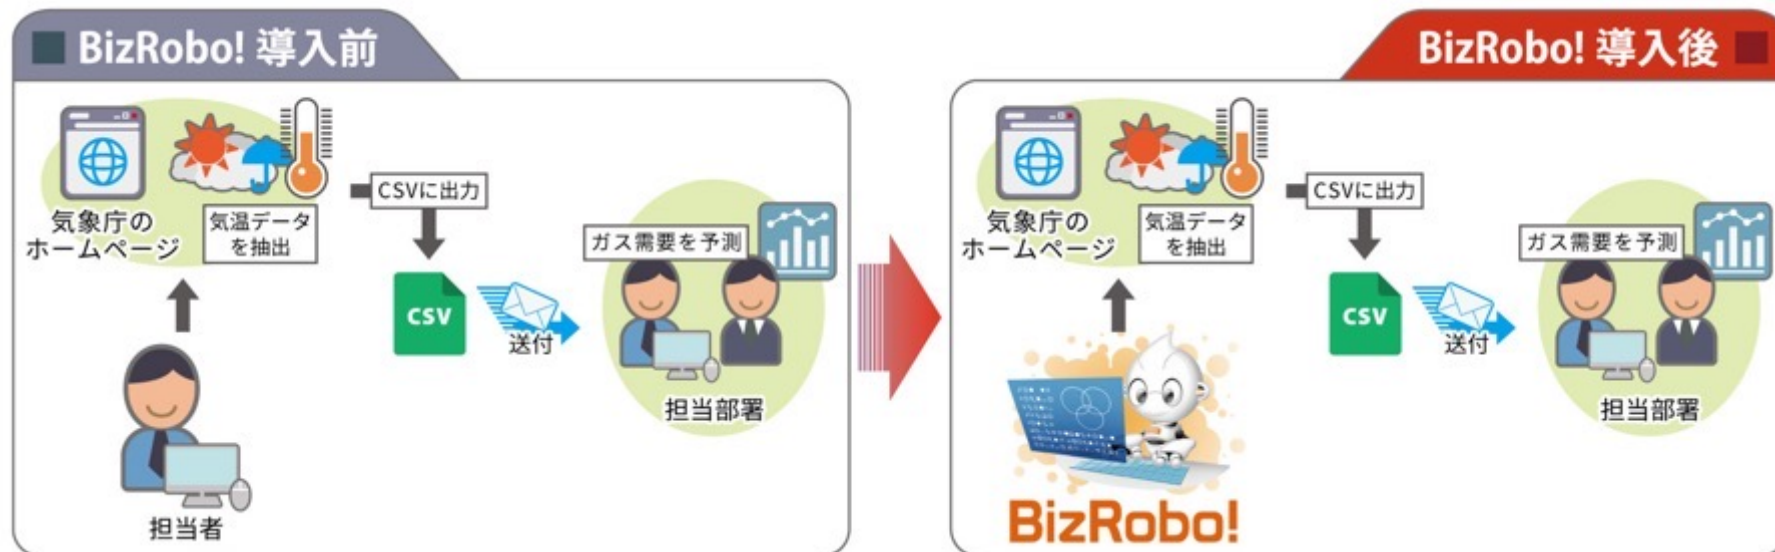 BizRobo! 導入前
気象庁の
ホームページ
気温データ
を抽出
CSVに出力
CSV
送付
ガス需要を予測
担当部署
担当者
BizRobo! 導入後
気象庁の
ホームページ
気温データ
を抽出
CSVに出力
CSV
送付
ガス需要を予測
担当部署
BizRobo!